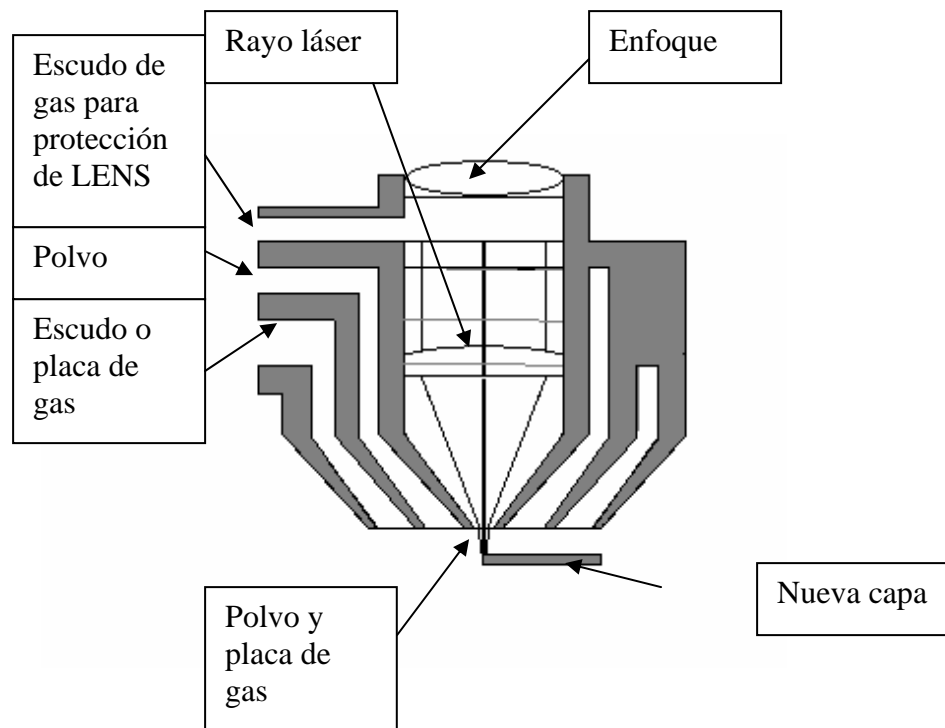 Escudo de
gas para
protección
de LENS
Rayo láser
Enfoque
Polvo
Escudo o
placa de
gas
Polvo y
placa de
gas
Nueva capa